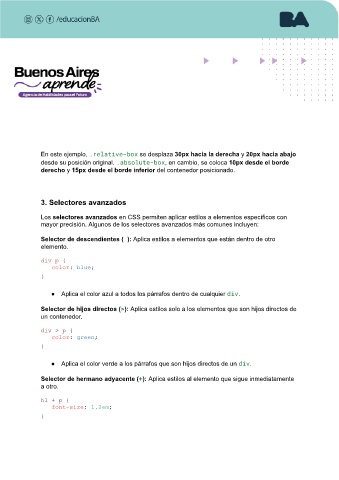 /educacionBA
BA
Buenos Aires
aprende
Agencia de Habilidades para el Futuro
En este ejemplo, .relative-box se desplaza 30px hacia la derecha y 20px hacia abajo
desde su posición original. .absolute-box, en cambio, se coloca 10px desde el borde
derecho y 15px desde el borde inferior del contenedor posicionado.
3. Selectores avanzados
Los selectores avanzados en CSS permiten aplicar estilos a elementos específicos con
mayor precisión. Algunos de los selectores avanzados más comunes incluyen:
Selector de descendientes ( ): Aplica estilos a elementos que están dentro de otro
elemento.
div p {
color: blue;
}
● Aplica el color azul a todos los párrafos dentro de cualquier div.
Selector de hijos directos (>): Aplica estilos solo a los elementos que son hijos directos de
un contenedor.
div > p {
color: green;
}
● Aplica el color verde a los párrafos que son hijos directos de un div.
Selector de hermano adyacente (+): Aplica estilos al elemento que sigue inmediatamente
a otro.
h1 + p {
font-size: 1.2em;
}